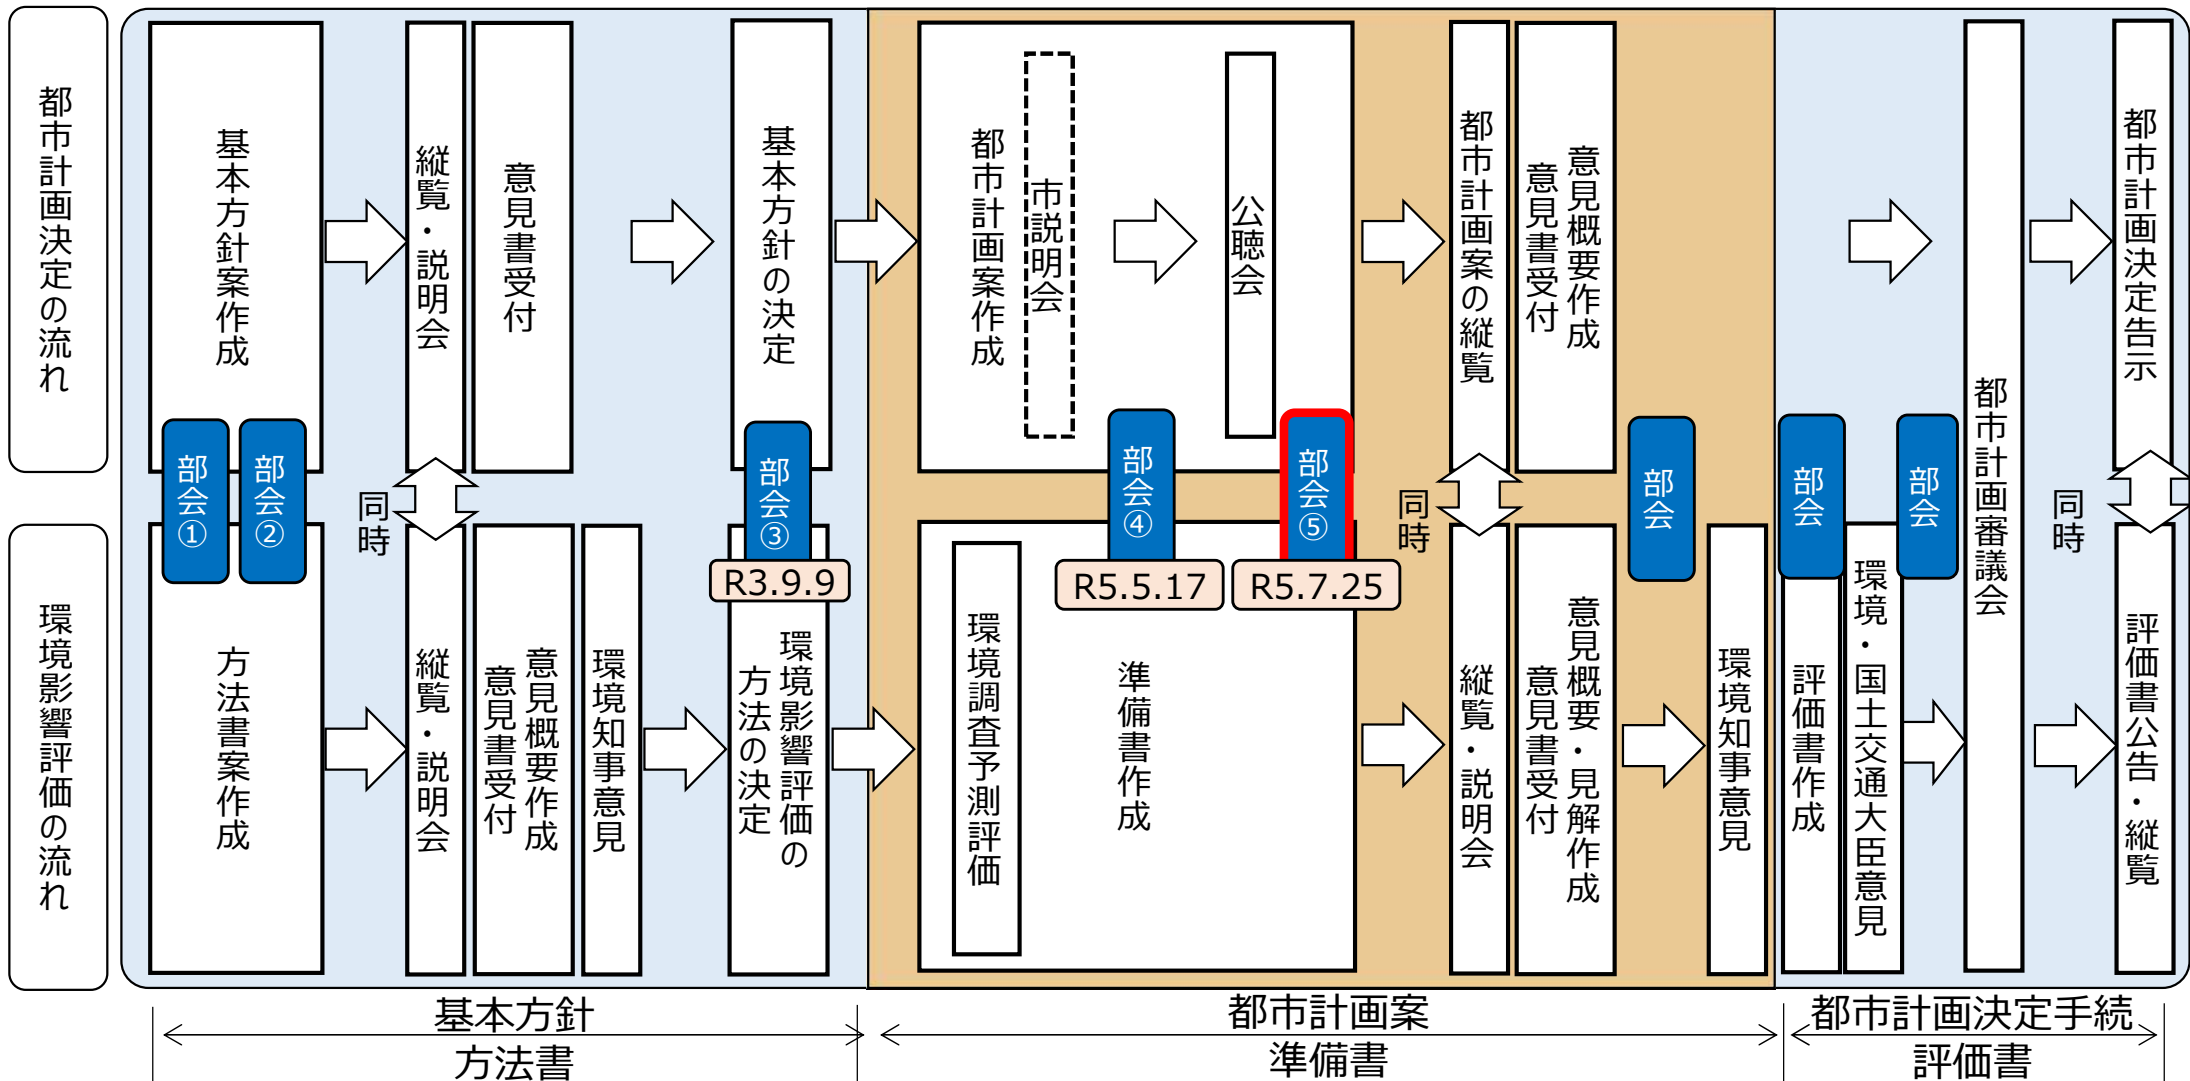 都市計画決定の流れ
基本方針案作成
縦覧・説明会
意見書受付
基本方針の決定
都市計画案作成
市説明会
公聴会
都市計画案の縦覧
意見書受付
意見概要作成
都市計画審議会
都市計画決定告示
部会①
部会②
同時
部会③
R3.9.9
部会④
R5.5.17
部会⑤
R5.7.25
同時
部会
部会
部会
同時
環境影響評価の流れ
方法書案作成
縦覧・説明会
意見書受付
意見概要作成
環境知事意見
環境影響評価の
方法の決定
環境調査予測評価
準備書作成
縦覧・説明会
意見書受付
意見概要・見解作成
環境知事意見
評価書作成
環境・国土交通大臣意見
評価書公告・縦覧
基本方針
方法書
都市計画案
準備書
都市計画決定手続
評価書